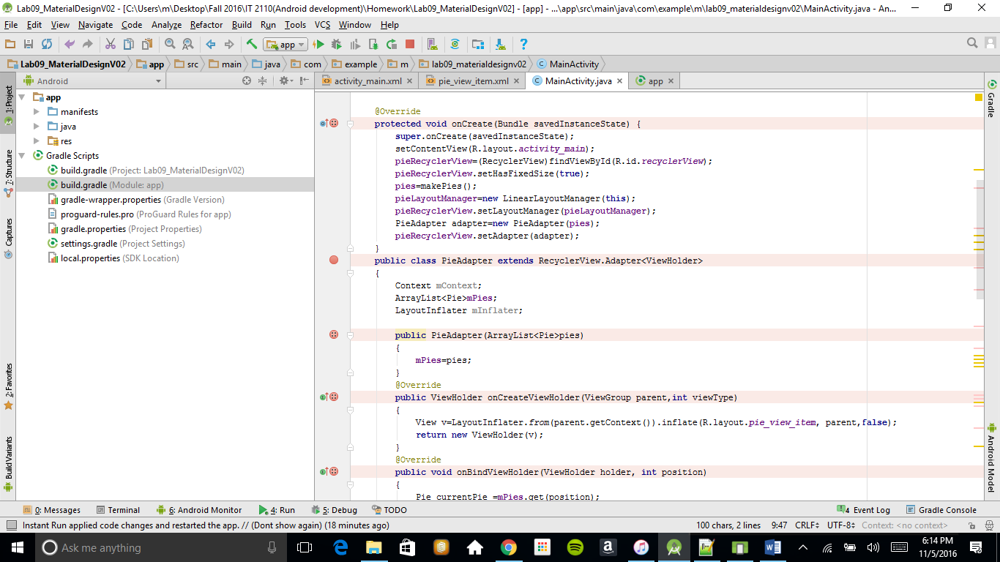 Lab09_MaterialDesignV02 - [C:\Users\m\Desktop\Fall 2016\IT 2110(Android development)\Homework\Lab09_MaterialDesignV02] - [app] - ...\app\src\main\java\com\example\m\lab09_materialdesignv02\MainActivity.java - An...
File Edit View Navigate Code Analyze Refactor Build Run Tools VCS Window Help
app
Lab09_MaterialDesignV02 app src main java com example m lab09_materialdesignv02 MainActivity
Android
activity_main.xml pie_view_item.xml MainActivity.java app
1: Project
7: Structure
Captures
2: Favorites
Build Variants
app
manifests
java
res
Gradle Scripts
build.gradle (Project: Lab09_MaterialDesignV02)
build.gradle (Module: app)
gradle-wrapper.properties (Gradle Version)
proguard-rules.pro (ProGuard Rules for app)
gradle.properties (Project Properties)
settings.gradle (Project Settings)
local.properties (SDK Location)
@Override
protected void onCreate(Bundle savedInstanceState) {
super.onCreate(savedInstanceState);
setContentView(R.layout.activity_main);
pieRecyclerView=(RecyclerView)findViewById(R.id.recyclerView);
pieRecyclerView.setHasFixedSize(true);
pies=makePies();
pieLayoutManager=new LinearLayoutManager(this);
pieRecyclerView.setLayoutManager(pieLayoutManager);
PieAdapter adapter=new PieAdapter(pies);
pieRecyclerView.setAdapter(adapter);
}
public class PieAdapter extends RecyclerView.Adapter<ViewHolder>
{
Context mContext;
ArrayList<Pie>mPies;
LayoutInflater mInflater;
public PieAdapter(ArrayList<Pie>pies)
{
mPies=pies;
}
@Override
public ViewHolder onCreateViewHolder(ViewGroup parent,int viewType)
{
View v=LayoutInflater.from(parent.getContext()).inflate(R.layout.pie_view_item, parent,false);
return new ViewHolder(v);
}
@Override
public void onBindViewHolder(ViewHolder holder, int position)
{
Pie currentPie =mPies.get(position);
Gradle
Android Model
0: Messages Terminal 6: Android Monitor 4: Run 5: Debug TODO 4 Event Log Gradle Console
Instant Run applied code changes and restarted the app. // (Dont show again) (18 minutes ago) 100 chars, 2 lines 9:47 CRLF UTF-8 Context: <no context>
Ask me anything
6:14 PM
11/5/2016